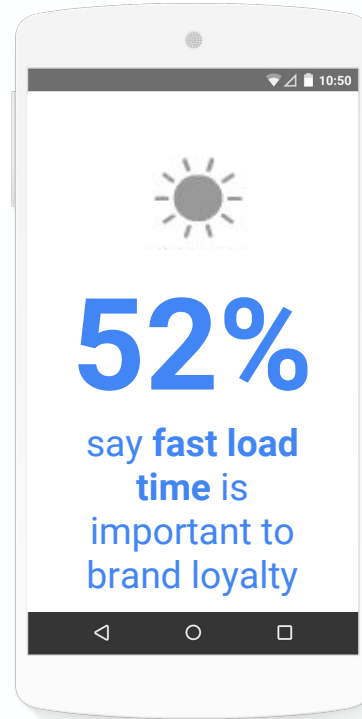 10:50
52%
say fast load
time is
important to
brand loyalty